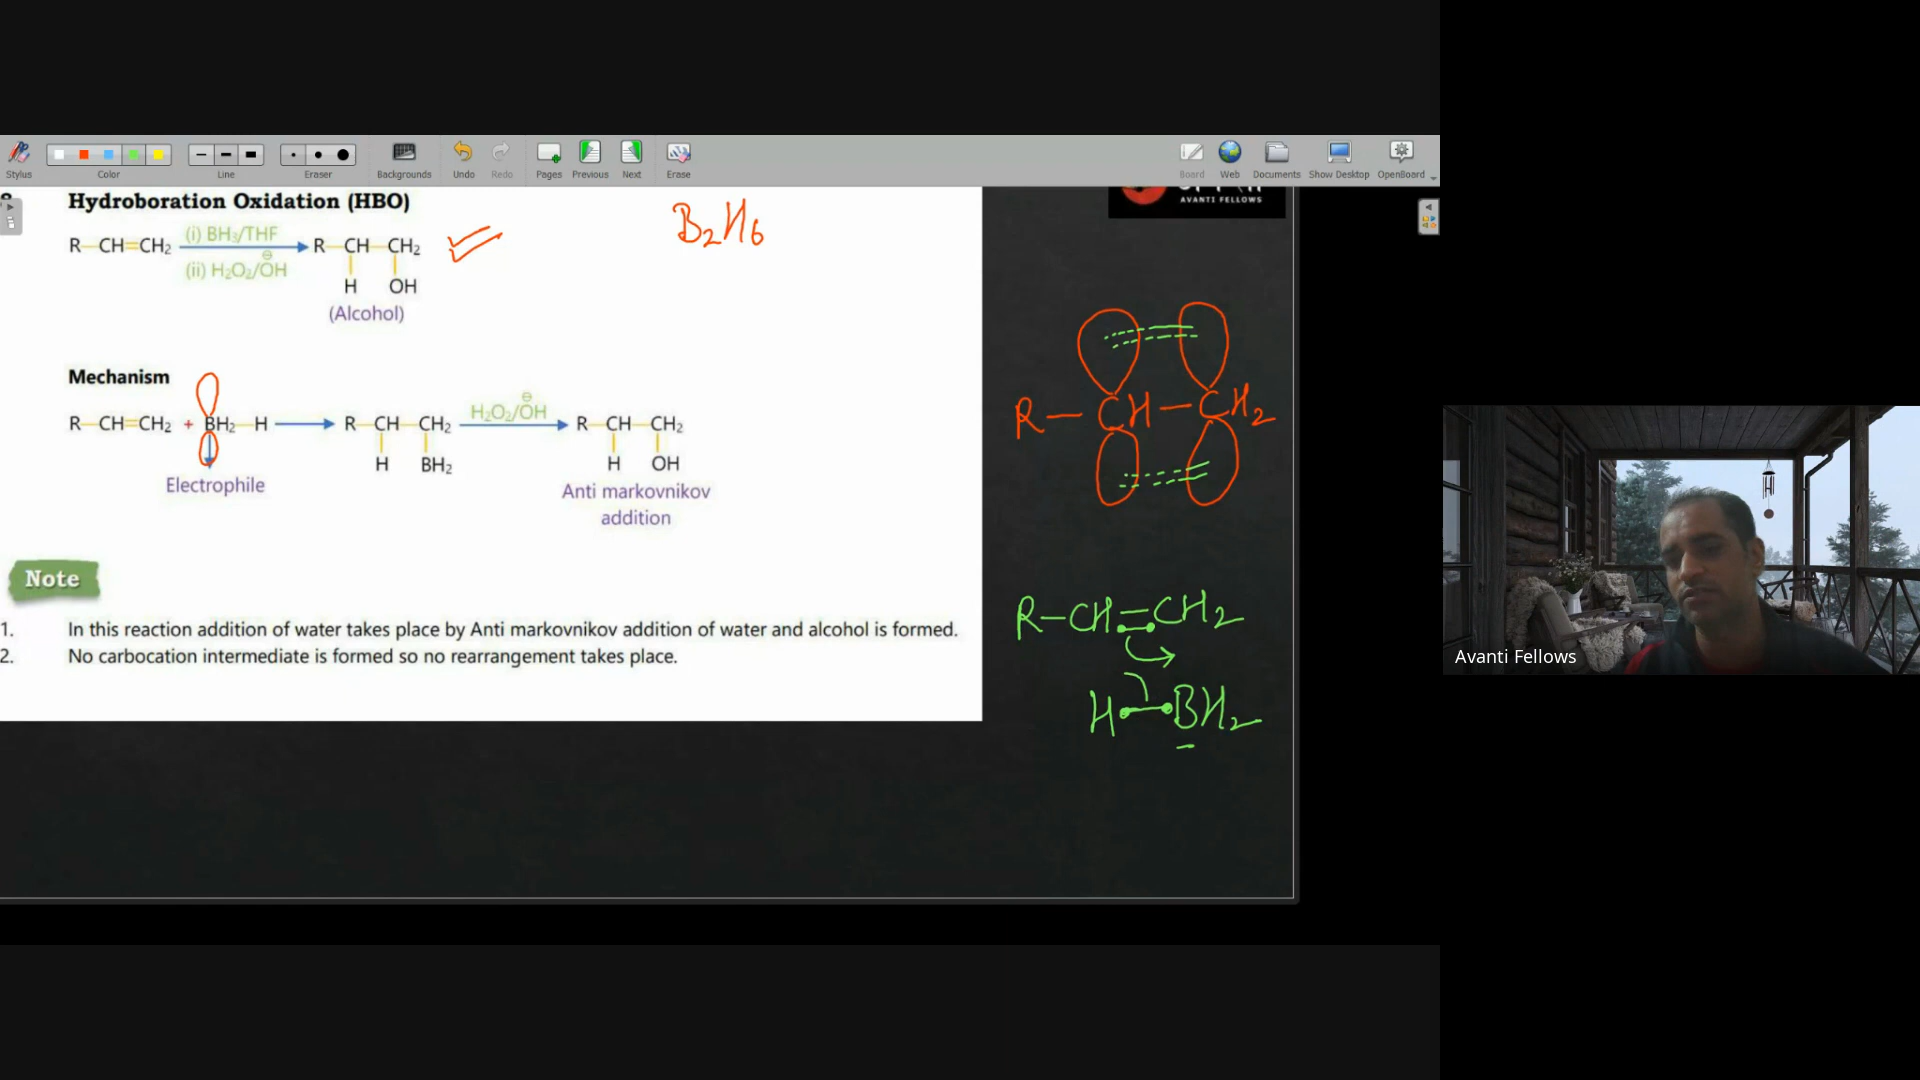 Stylus Color Line Eraser Backgrounds Undo Redo Pages Previous Next Erase Board Web Documents Show Desktop OpenBoard
AVANTI FELLOWS
Hydroboration Oxidation (HBO)
B₂H₆
R–CH=CH₂ (i) BH₃/THF (ii) H₂O₂/OH⊖ R–CH–CH₂
H OH
(Alcohol)
Mechanism
R–CH=CH₂ + BH₂–H R–CH–CH₂ H₂O₂/OH⊖ R–CH–CH₂
H BH₂ H OH
Electrophile
Anti markovnikov
addition
R–CH–CH₂
Note
1. In this reaction addition of water takes place by Anti markovnikov addition of water and alcohol is formed.
2. No carbocation intermediate is formed so no rearrangement takes place.
R–CH=CH₂
H–BH₂
Avanti Fellows